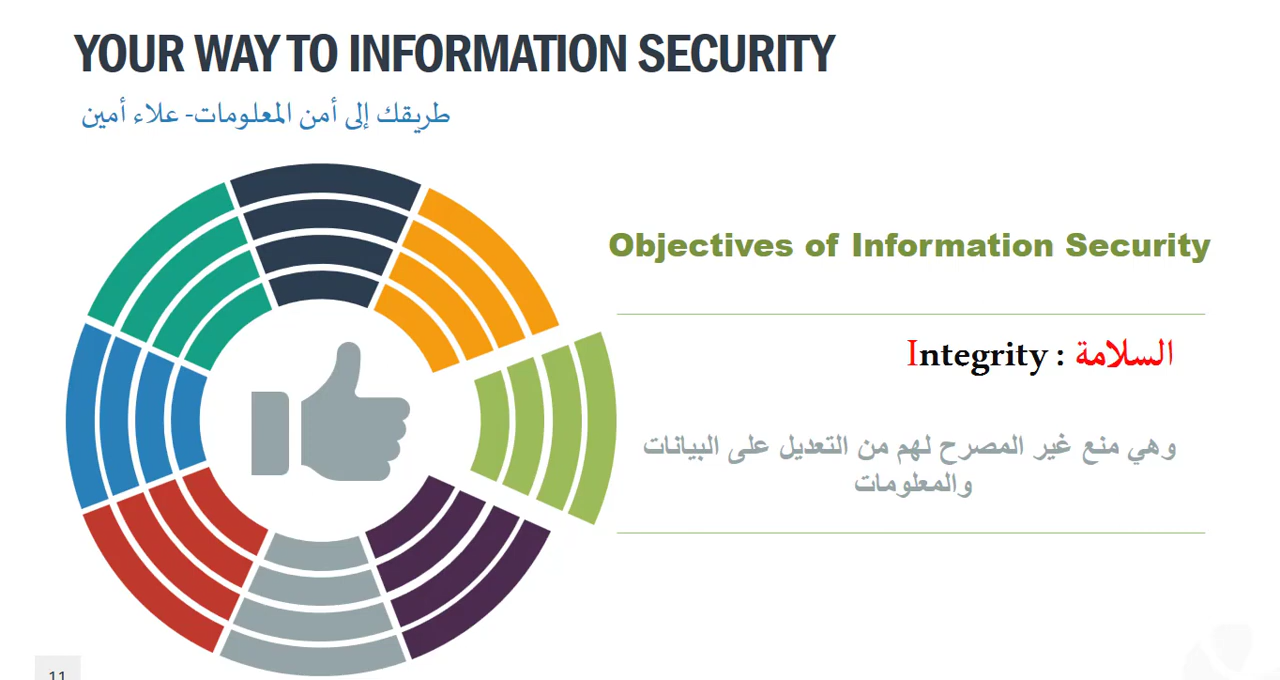 YOUR WAY TO INFORMATION SECURITY
طريقك إلى أمن المعلومات- علاء أمين
Objectives of Information Security
السلامة : Integrity
وهي منع غير المصرح لهم من التعديل على البيانات
والمعلومات
11